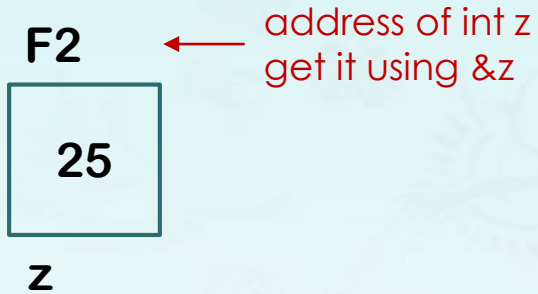 F2
address of int z
get it using &z
25
z